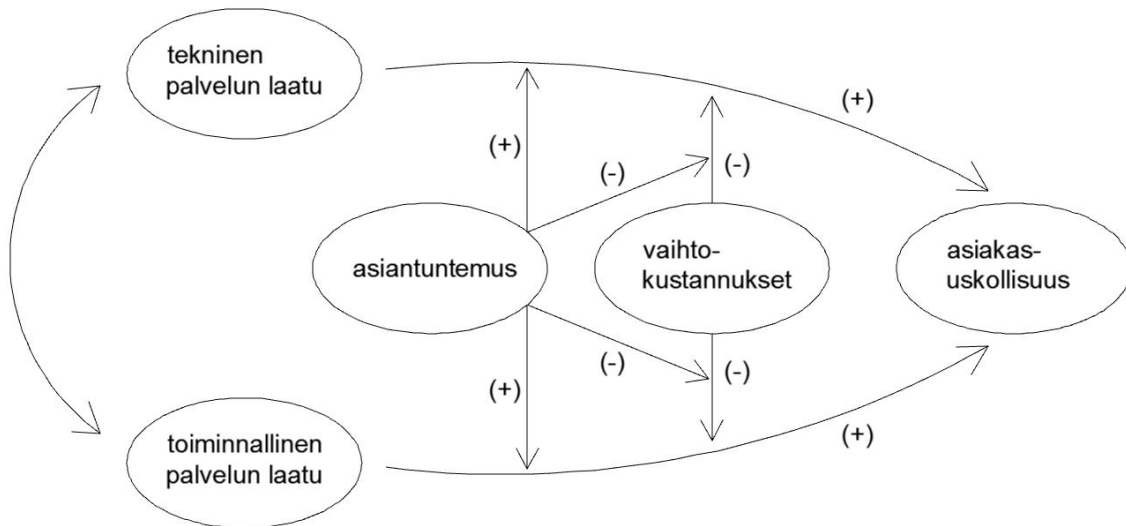 tekninen
palvelun laatu
(+)
(+)
(-)
(-)
asiantuntemus
vaihto-
kustannukset
asiakas-
uskollisuus
(-)
(-)
(+)
(+)
toiminnallinen
palvelun laatu